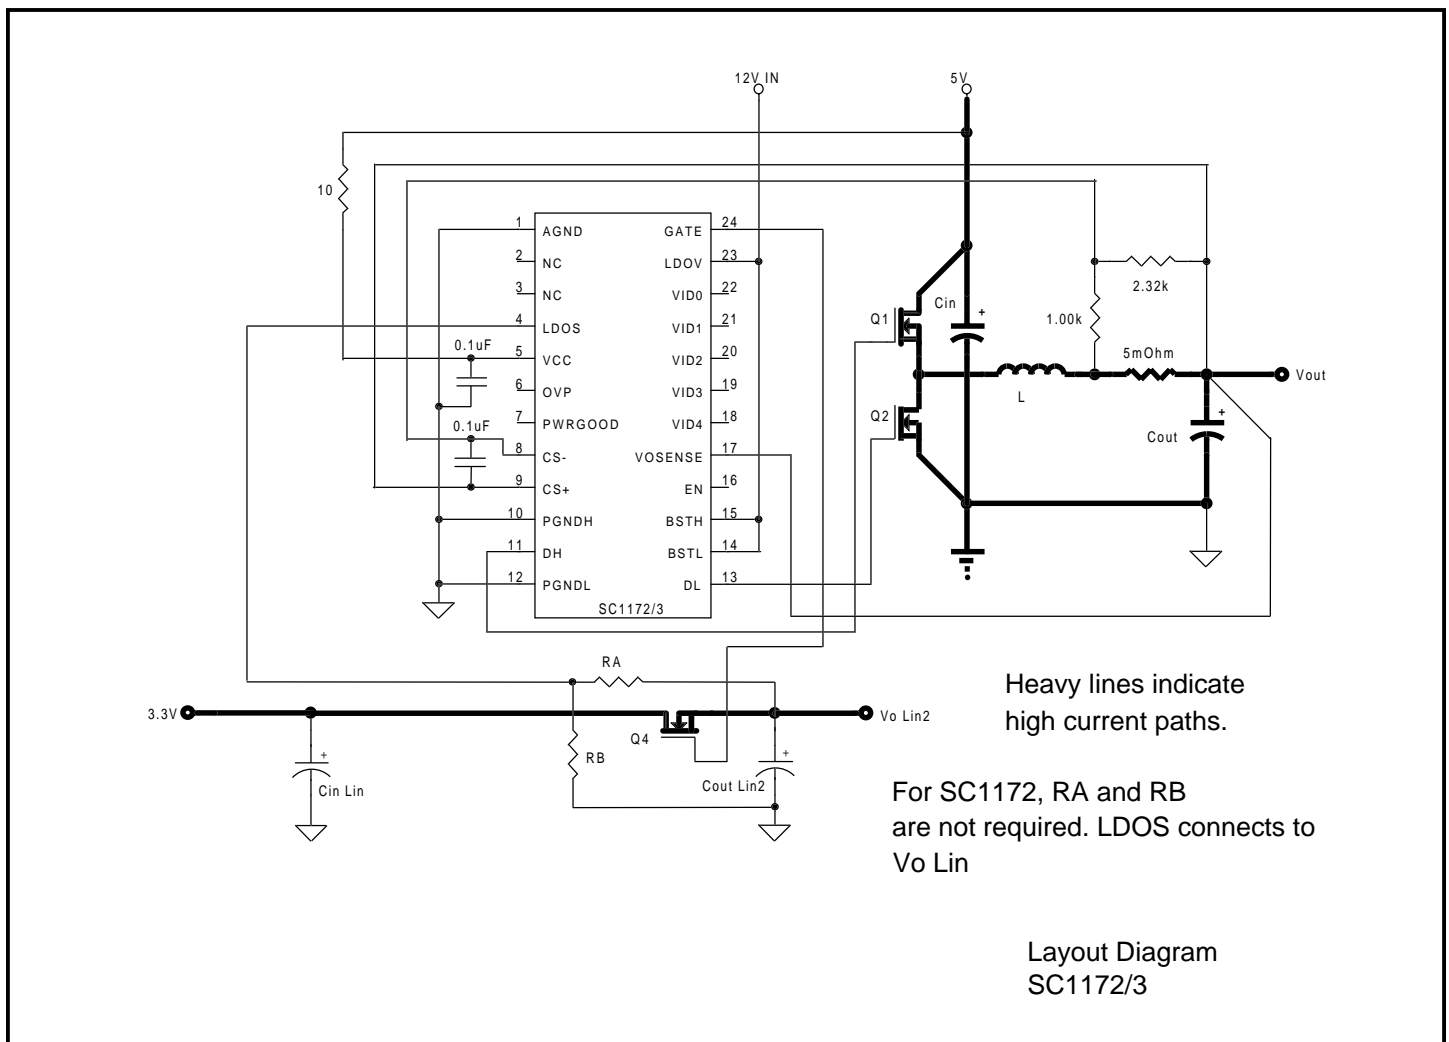 12V IN
5V
10
1
AGND
GATE
24
2
NC
LDOV
23
3
NC
VID0
22
4
LDOS
VID1
21
5
VCC
VID2
20
6
OVP
VID3
19
7
PWRGOOD
VID4
18
8
CS-
VOSENSE
17
9
CS+
EN
16
10
PGNDH
BSTH
15
11
DH
BSTL
14
12
PGNDL
DL
13
SC1172/3
0.1uF
0.1uF
Q1
Cin
+
2.32k
1.00k
5mOhm
L
Vout
Q2
+
Cout
RA
3.3V
Vo Lin2
Q4
RB
+
Cin Lin
+
Cout Lin2
Heavy lines indicate
high current paths.
For SC1172, RA and RB
are not required. LDOS connects to
Vo Lin
Layout Diagram
SC1172/3